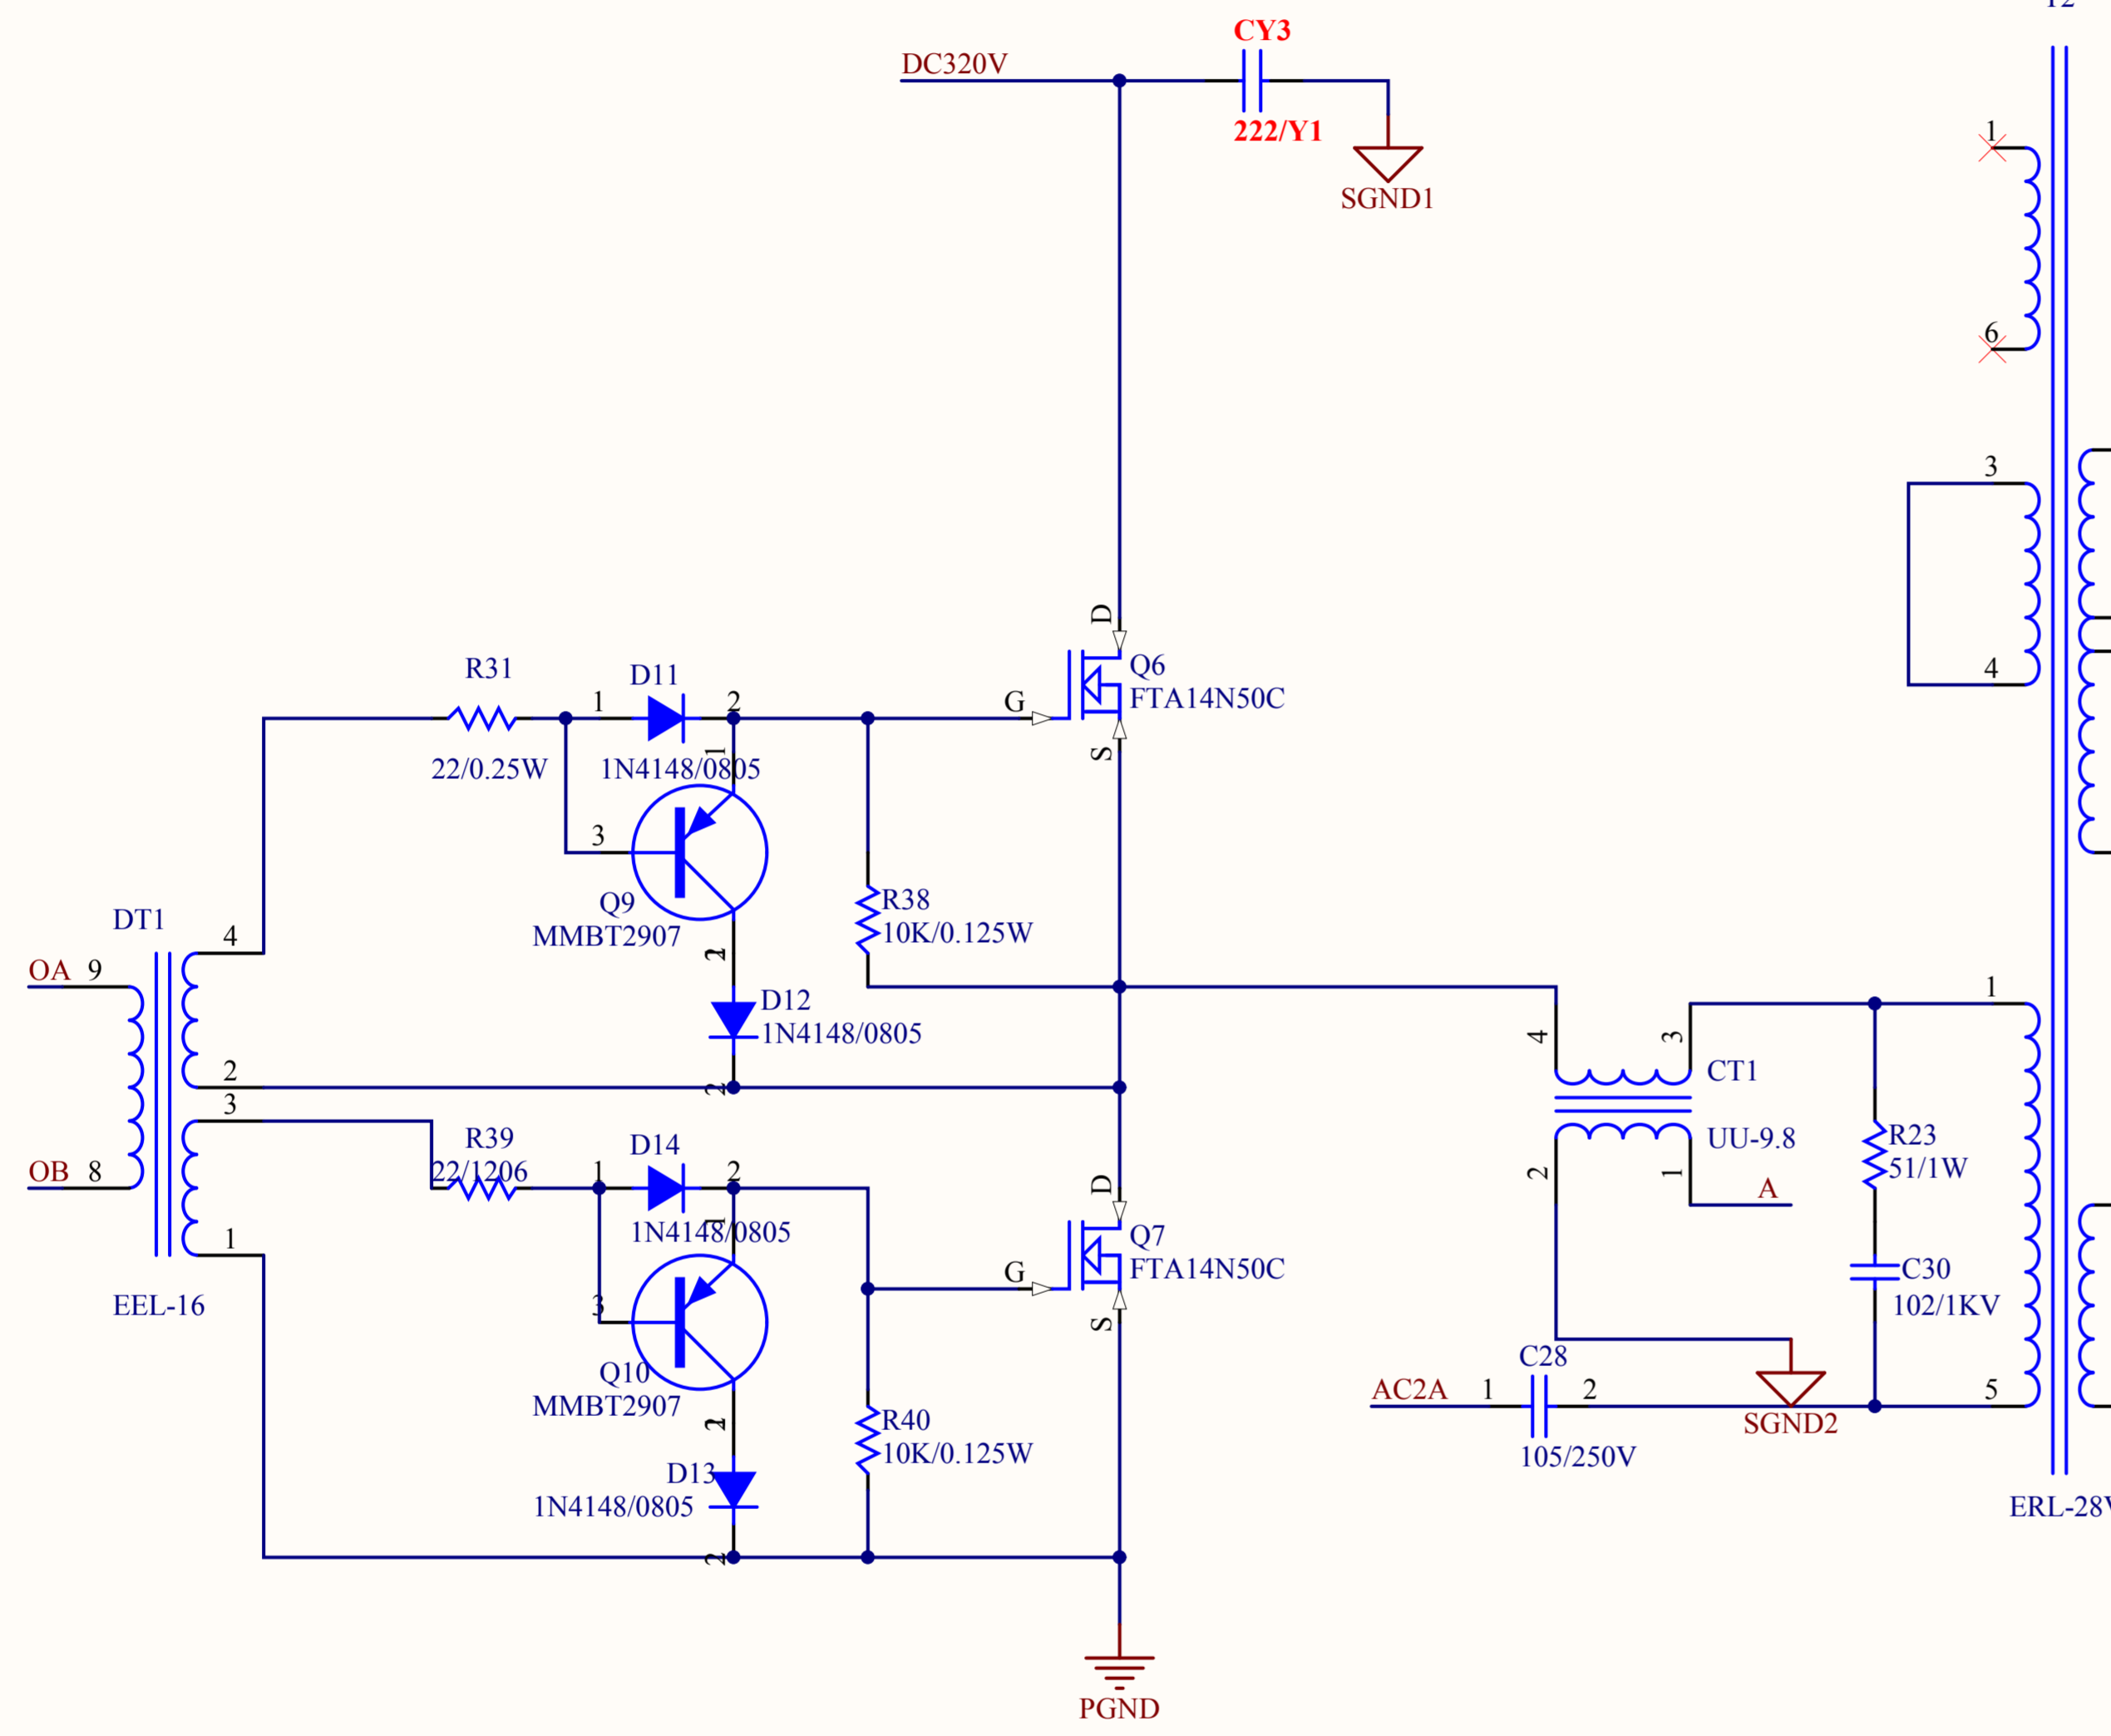 T2
CY3
DC320V
222/Y1
SGND1
1
6
3
4
D
Q6
FTA14N50C
G
S
R31
22/0.25W
D11
1
2
1N4148/0805
1
3
Q9
MMBT2907
2
R38
10K/0.125W
D12
1N4148/0805
2
DT1
4
OA 9
2
3
OB 8
1
EEL-16
R39
22/1206
D14
1
2
1N4148/0805
1
3
Q10
MMBT2907
2
R40
10K/0.125W
D13
1N4148/0805
2
D
Q7
FTA14N50C
G
S
PGND
4
3
CT1
UU-9.8
2
1
A
1
R23
51/1W
C30
102/1KV
C28
AC2A 1
2
105/250V
SGND2
5
ERL-28V